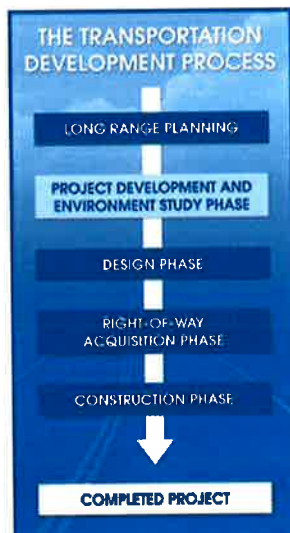 THE TRANSPORTATION
DEVELOPMENT PROCESS
LONG RANGE PLANNING
PROJECT DEVELOPMENT AND
ENVIRONMENT STUDY PHASE
DESIGN PHASE
RIGHT-OF-WAY
ACQUISITION PHASE
CONSTRUCTION PHASE
COMPLETED PROJECT